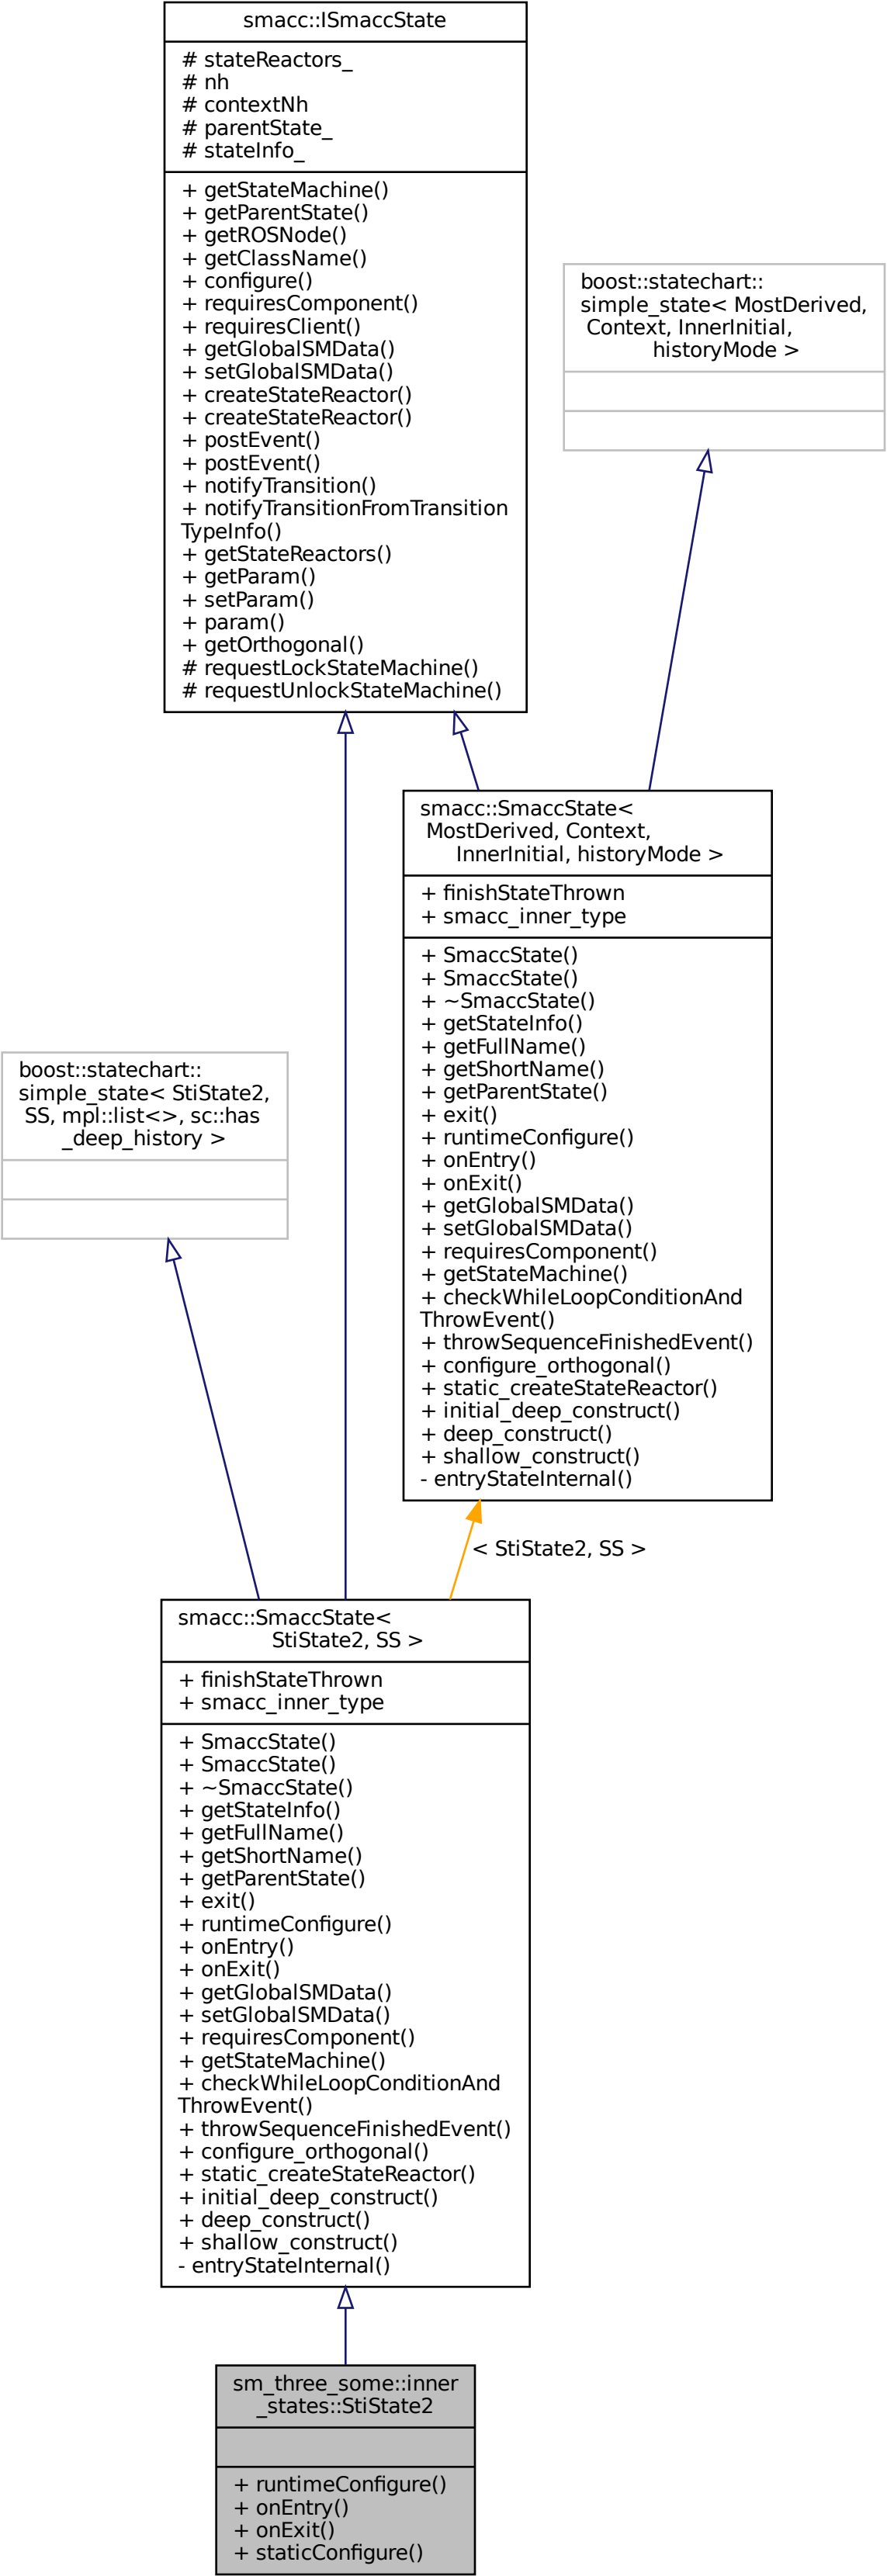 smacc::ISmaccState
# stateReactors_
# nh
# contextNh
# parentState_
# stateInfo_
+ getStateMachine()
+ getParentState()
+ getROSNode()
+ getClassName()
+ configure()
+ requiresComponent()
+ requiresClient()
+ getGlobalSMData()
+ setGlobalSMData()
+ createStateReactor()
+ createStateReactor()
+ postEvent()
+ postEvent()
+ notifyTransition()
+ notifyTransitionFromTransition
TypeInfo()
+ getStateReactors()
+ getParam()
+ setParam()
+ param()
+ getOrthogonal()
# requestLockStateMachine()
# requestUnlockStateMachine()
boost::statechart::
simple_state< MostDerived,
Context, InnerInitial,
historyMode >
smacc::SmaccState<
MostDerived, Context,
InnerInitial, historyMode >
+ finishStateThrown
+ smacc_inner_type
+ SmaccState()
+ SmaccState()
+ ~SmaccState()
+ getStateInfo()
+ getFullName()
+ getShortName()
+ getParentState()
+ exit()
+ runtimeConfigure()
+ onEntry()
+ onExit()
+ getGlobalSMData()
+ setGlobalSMData()
+ requiresComponent()
+ getStateMachine()
+ checkWhileLoopConditionAnd
ThrowEvent()
+ throwSequenceFinishedEvent()
+ configure_orthogonal()
+ static_createStateReactor()
+ initial_deep_construct()
+ deep_construct()
+ shallow_construct()
- entryStateInternal()
boost::statechart::
simple_state< StiState2,
SS, mpl::list<>, sc::has
_deep_history >
< StiState2, SS >
smacc::SmaccState<
StiState2, SS >
+ finishStateThrown
+ smacc_inner_type
+ SmaccState()
+ SmaccState()
+ ~SmaccState()
+ getStateInfo()
+ getFullName()
+ getShortName()
+ getParentState()
+ exit()
+ runtimeConfigure()
+ onEntry()
+ onExit()
+ getGlobalSMData()
+ setGlobalSMData()
+ requiresComponent()
+ getStateMachine()
+ checkWhileLoopConditionAnd
ThrowEvent()
+ throwSequenceFinishedEvent()
+ configure_orthogonal()
+ static_createStateReactor()
+ initial_deep_construct()
+ deep_construct()
+ shallow_construct()
- entryStateInternal()
sm_three_some::inner
_states::StiState2
+ runtimeConfigure()
+ onEntry()
+ onExit()
+ staticConfigure()